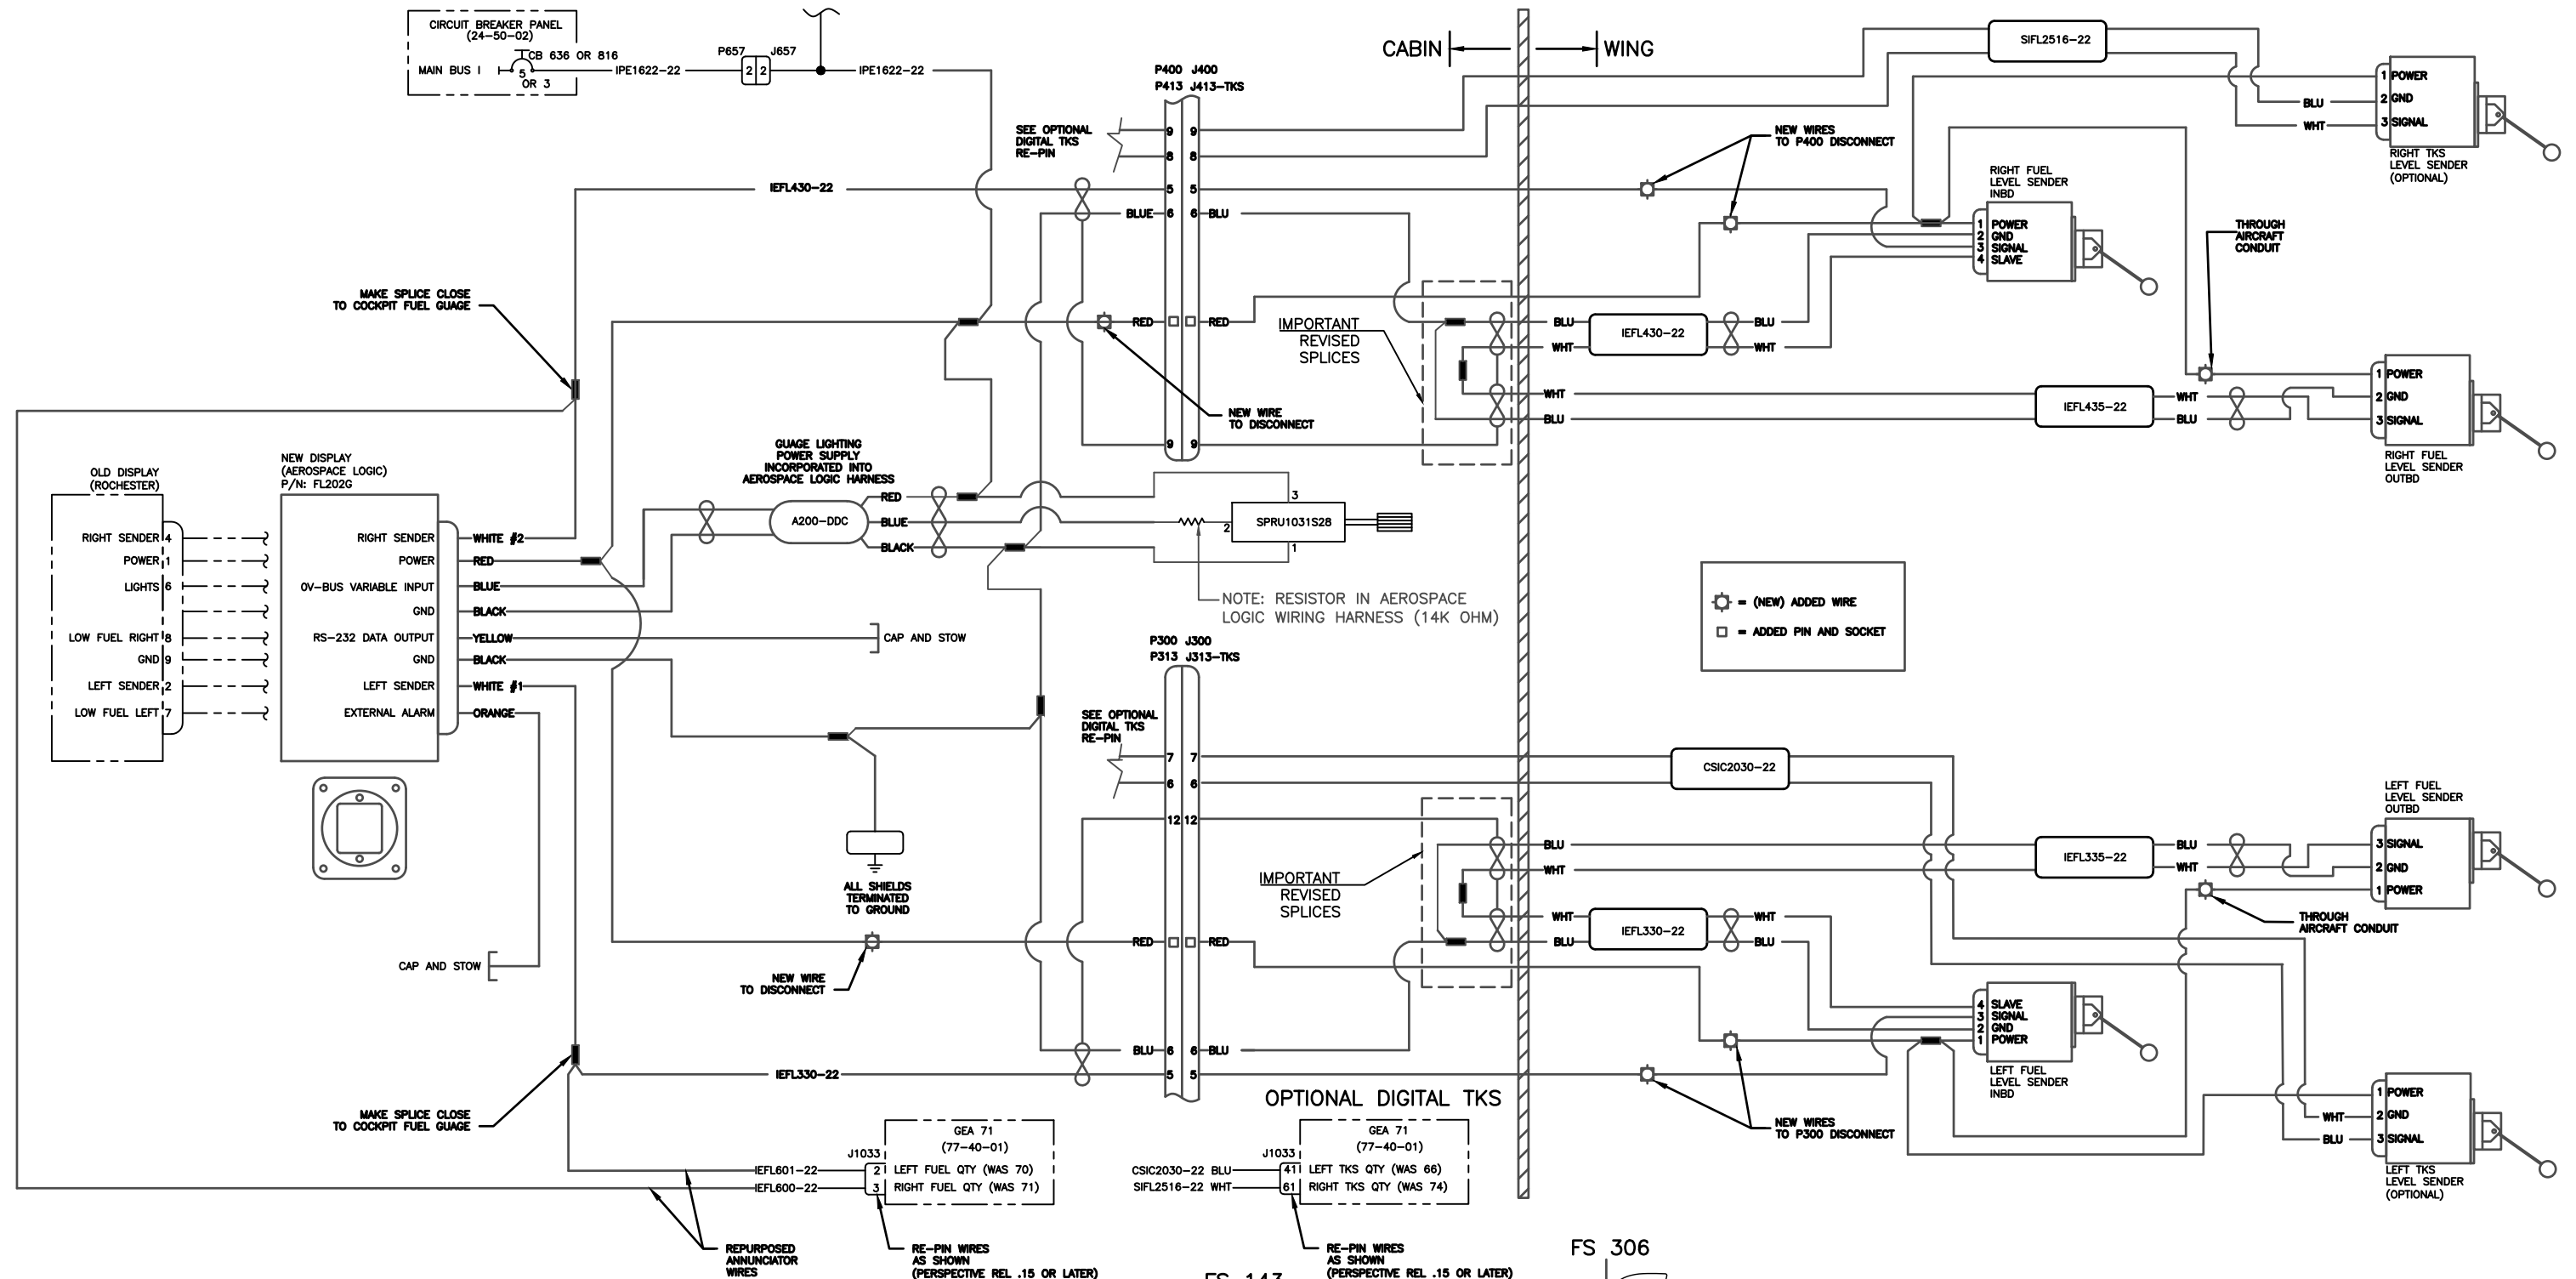 CIRCUIT BREAKER PANEL
(24-50-02)
CB 636 OR 816
MAIN BUS I
5
OR 3
IPE1622-22
P657
J657
2 2
IPE1622-22
CABIN
WING
P400 J400
P413 J413-TKS
SEE OPTIONAL
DIGITAL TKS
RE-PIN
9 9
8 8
IEFL430-22
5 5
BLUE
6 6
BLU
RED
RED
9 9
SIFL2516-22
BLU
WHT
1 POWER
2 GND
3 SIGNAL
RIGHT TKS
LEVEL SENDER
(OPTIONAL)
NEW WIRES
TO P400 DISCONNECT
RIGHT FUEL
LEVEL SENDER
INBD
1 POWER
2 GND
3 SIGNAL
4 SLAVE
THROUGH
AIRCRAFT
CONDUIT
MAKE SPLICE CLOSE
TO COCKPIT FUEL GUAGE
IMPORTANT
REVISED
SPLICES
BLU
WHT
IEFL430-22
BLU
WHT
WHT
BLU
IEFL435-22
WHT
BLU
1 POWER
2 GND
3 SIGNAL
RIGHT FUEL
LEVEL SENDER
OUTBD
NEW WIRE
TO DISCONNECT
GUAGE LIGHTING
POWER SUPPLY
INCORPORATED INTO
AEROSPACE LOGIC HARNESS
A200-DDC
RED
BLUE
BLACK
3
2
1
SPRU1031S28
NOTE: RESISTOR IN AEROSPACE
LOGIC WIRING HARNESS (14K OHM)
OLD DISPLAY
(ROCHESTER)
RIGHT SENDER 4
POWER 1
LIGHTS 6
LOW FUEL RIGHT 8
GND 9
LEFT SENDER 2
LOW FUEL LEFT 7
NEW DISPLAY
(AEROSPACE LOGIC)
P/N: FL202G
RIGHT SENDER
WHITE #2
POWER
RED
0V-BUS VARIABLE INPUT
BLUE
GND
BLACK
RS-232 DATA OUTPUT
YELLOW
GND
BLACK
LEFT SENDER
WHITE #1
EXTERNAL ALARM
ORANGE
CAP AND STOW
= (NEW) ADDED WIRE
= ADDED PIN AND SOCKET
P300 J300
P313 J313-TKS
SEE OPTIONAL
DIGITAL TKS
RE-PIN
7 7
6 6
12 12
RED
RED
BLU
6 6
BLU
5 5
IEFL330-22
CSIC2030-22
ALL SHIELDS
TERMINATED
TO GROUND
CAP AND STOW
NEW WIRE
TO DISCONNECT
IMPORTANT
REVISED
SPLICES
BLU
WHT
IEFL335-22
BLU
WHT
LEFT FUEL
LEVEL SENDER
OUTBD
3 SIGNAL
2 GND
1 POWER
WHT
BLU
IEFL330-22
WHT
BLU
THROUGH
AIRCRAFT CONDUIT
4 SLAVE
3 SIGNAL
2 GND
1 POWER
LEFT FUEL
LEVEL SENDER
INBD
NEW WIRES
TO P300 DISCONNECT
1 POWER
2 GND
3 SIGNAL
WHT
BLU
LEFT TKS
LEVEL SENDER
(OPTIONAL)
MAKE SPLICE CLOSE
TO COCKPIT FUEL GUAGE
OPTIONAL DIGITAL TKS
GEA 71
(77-40-01)
J1033
IEFL601-22
2 LEFT FUEL QTY (WAS 70)
IEFL600-22
3 RIGHT FUEL QTY (WAS 71)
REPURPOSED
ANNUNCIATOR
WIRES
RE-PIN WIRES
AS SHOWN
(PERSPECTIVE REL .15 OR LATER)
GEA 71
(77-40-01)
J1033
CSIC2030-22 BLU
41 LEFT TKS QTY (WAS 66)
SIFL2516-22 WHT
61 RIGHT TKS QTY (WAS 74)
RE-PIN WIRES
AS SHOWN
(PERSPECTIVE REL .15 OR LATER)
FS 306
FS 143